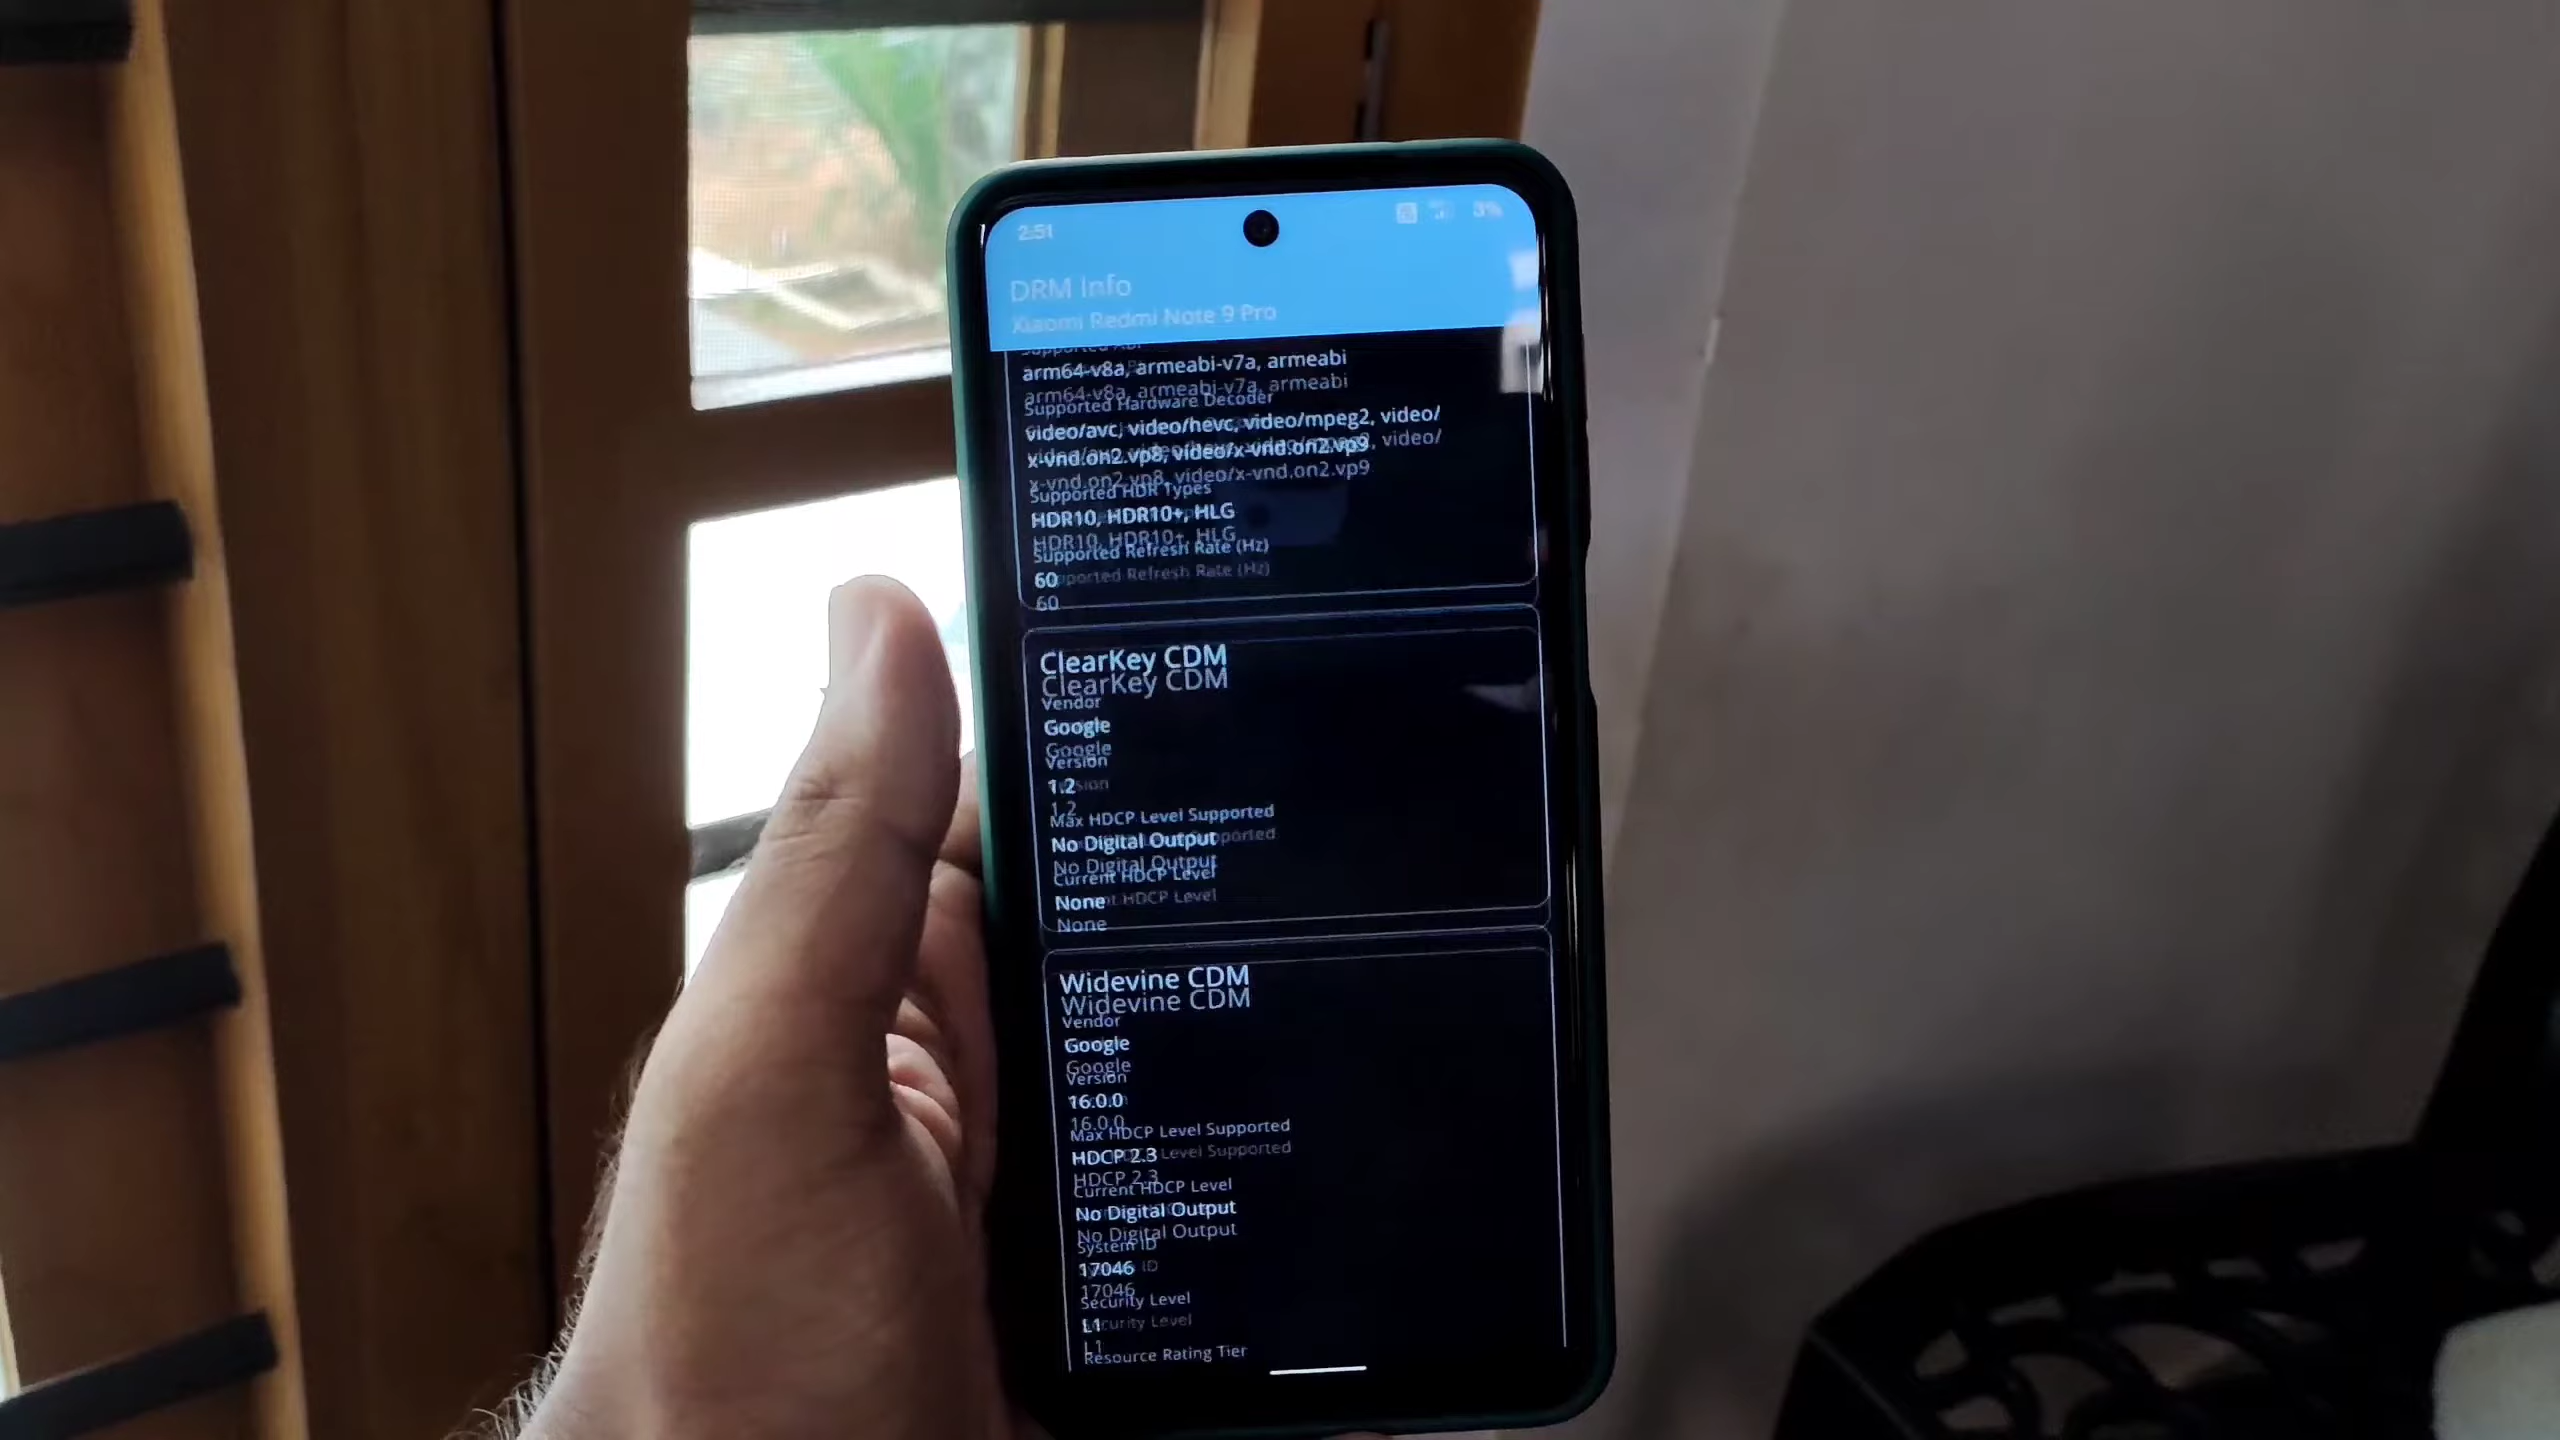 2:51
3%
DRM Info
Xiaomi Redmi Note 9 Pro
Supported ABI
arm64-v8a, armeabi-v7a, armeabi
Supported Hardware Decoder
video/avc, video/hevc, video/mpeg2, video/
x-vnd.on2.vp8, video/x-vnd.on2.vp9
Supported HDR Types
HDR10, HDR10+, HLG
Supported Refresh Rate (Hz)
60
ClearKey CDM
Vendor
Google
Version
1.2
Max HDCP Level Supported
No Digital Output
Current HDCP Level
None
Widevine CDM
Vendor
Google
Version
16.0.0
Max HDCP Level Supported
HDCP 2.3
Current HDCP Level
No Digital Output
System ID
17046
Security Level
L1
Resource Rating Tier